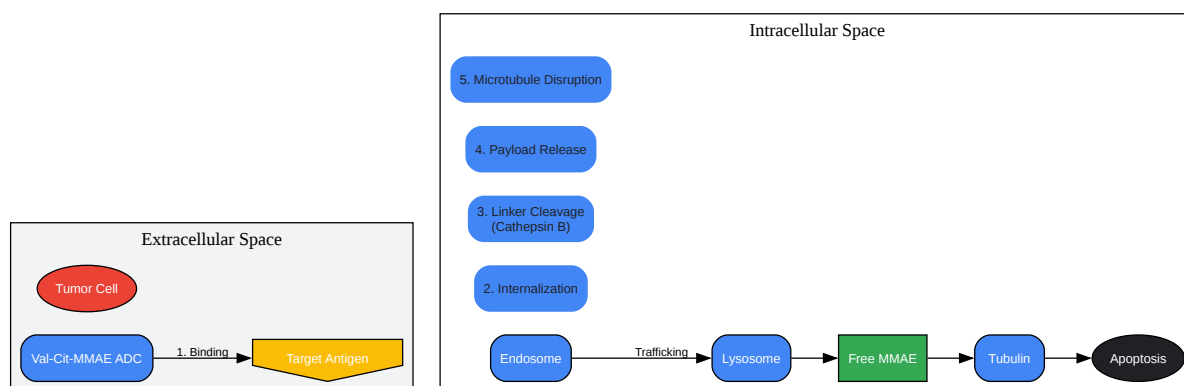 Extracellular Space
Tumor Cell
Val-Cit-MMAE ADC
1. Binding
Target Antigen
Intracellular Space
5. Microtubule Disruption
4. Payload Release
3. Linker Cleavage
(Cathepsin B)
2. Internalization
Endosome
Trafficking
Lysosome
Free MMAE
Tubulin
Apoptosis